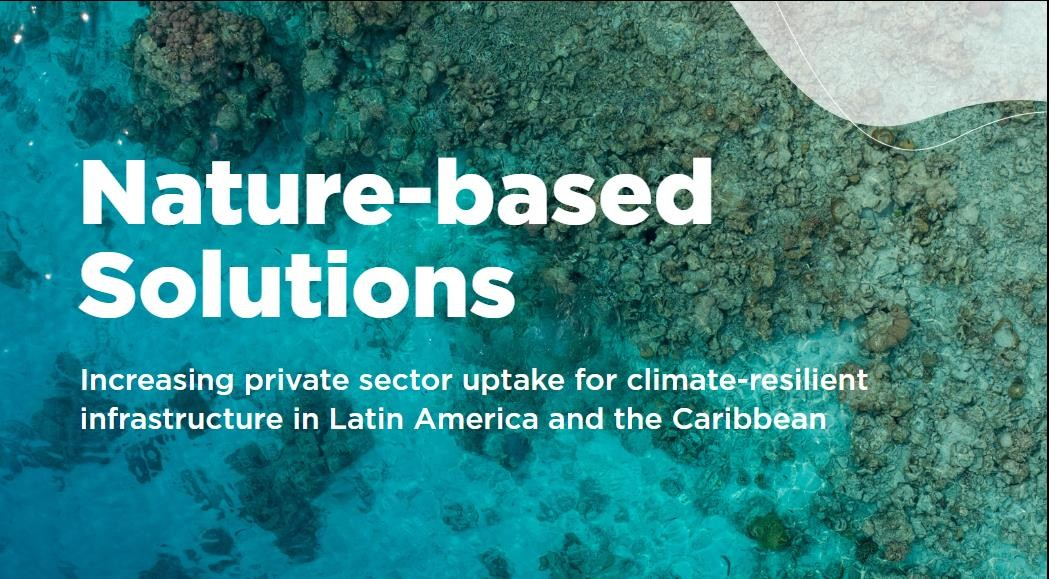 Nature-based
Solutions
Increasing private sector uptake for climate-resilient
infrastructure in Latin America and the Caribbean